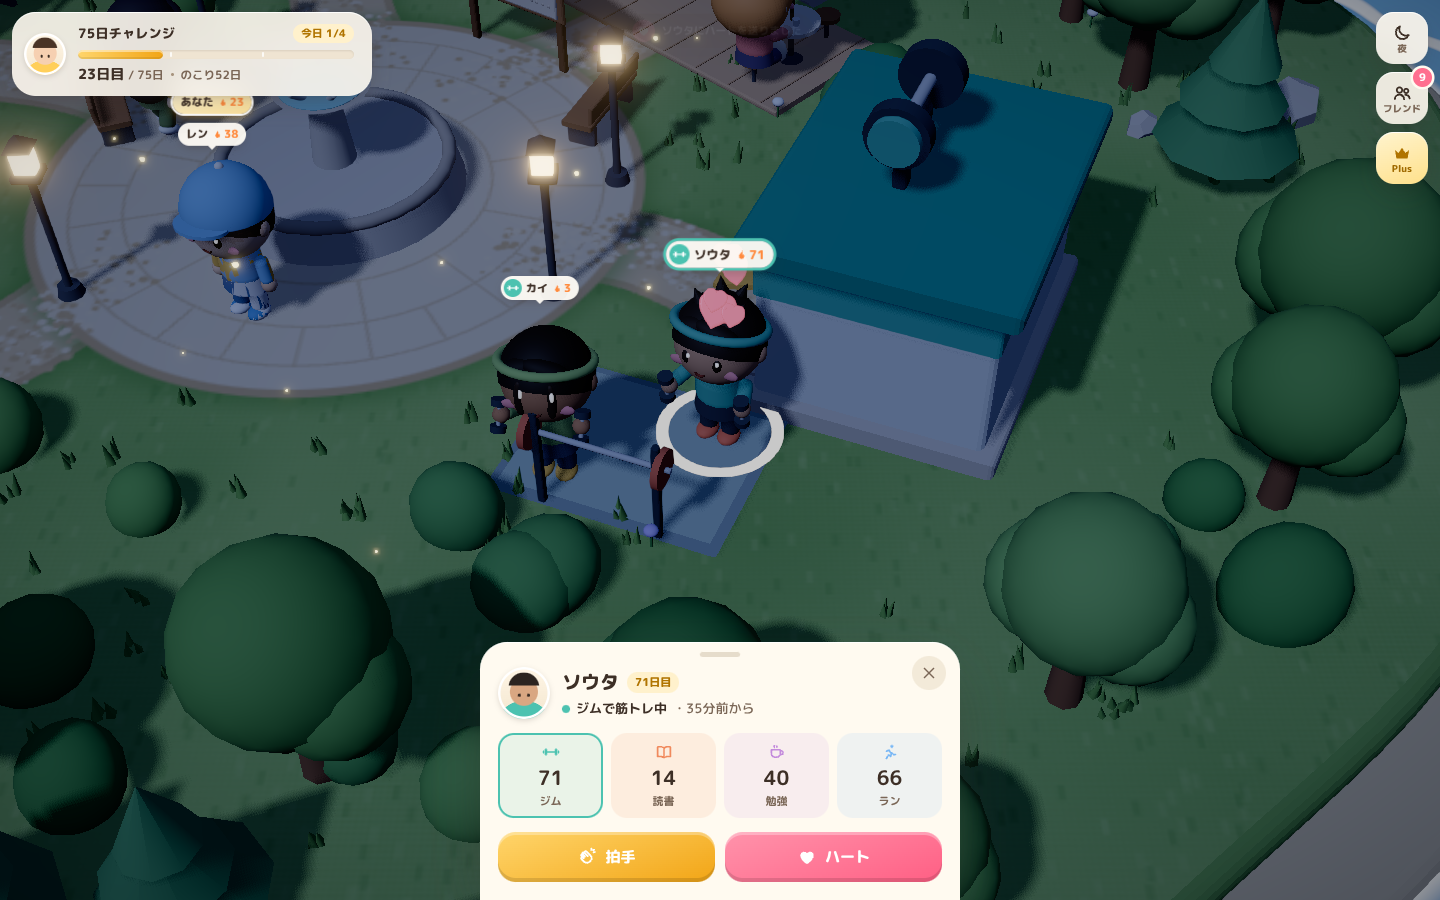 75日チャレンジ
今日 1/4
23日目 / 75日 ・ のこり52日
夜
9
フレンド
Plus
あなた 23
レン 38
ソウタ 71
カイ 3
ソウタ 71日目
ジムで筋トレ中 ・35分前から
71
ジム
14
読書
40
勉強
66
ラン
拍手
ハート